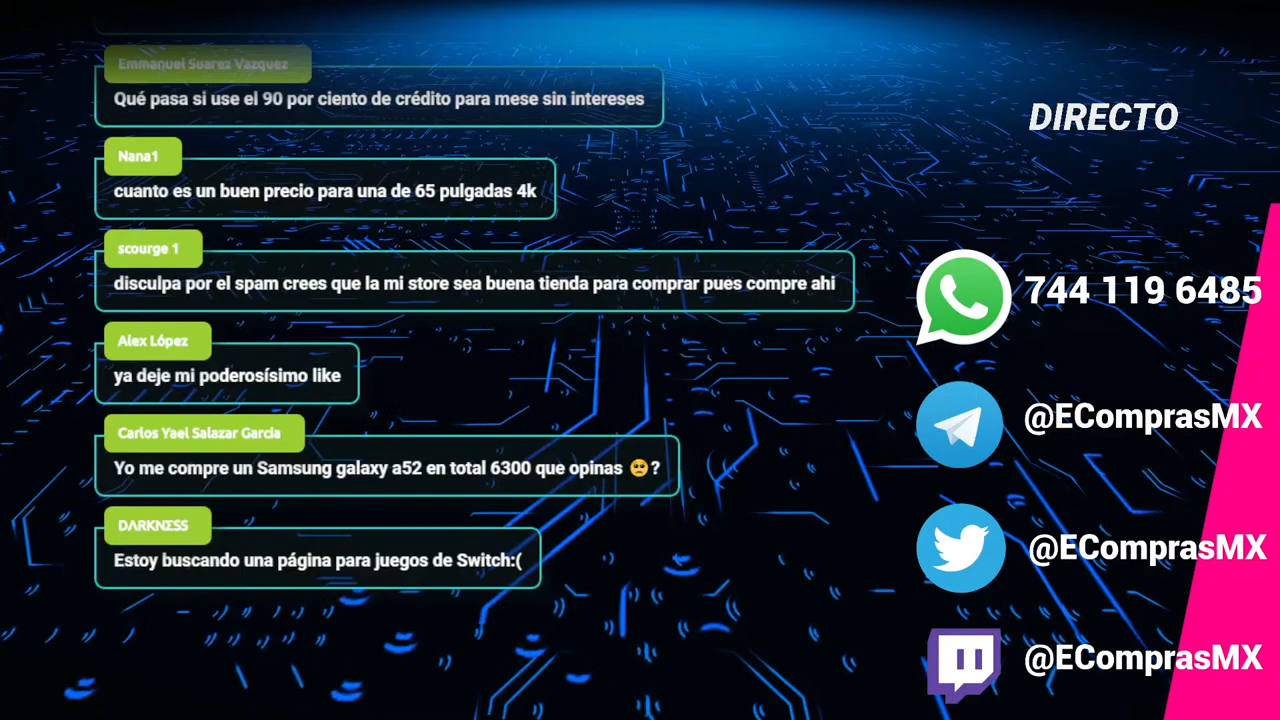 Emmanuel Suarez Vazquez
Qué pasa si use el 90 por ciento de crédito para mese sin intereses
Nana1
cuanto es un buen precio para una de 65 pulgadas 4k
scourge 1
disculpa por el spam crees que la mi store sea buena tienda para comprar pues compre ahi
Alex López
ya deje mi poderosísimo like
Carlos Yael Salazar Garcia
Yo me compre un Samsung galaxy a52 en total 6300 que opinas 🥺?
DΛRKNΣSS
Estoy buscando una página para juegos de Switch:(
DIRECTO
744 119 6485
@EComprasMX
@EComprasMX
@EComprasMX